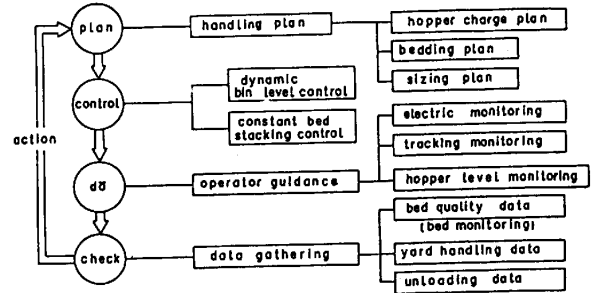 plan
handling plan
hopper charge plan
bedding plan
sizing plan
control
dynamic
bin level control
constant bed
stacking control
action
do
operator guidance
electric monitoring
tracking monitoring
hopper level monitoring
check
data gathering
bed quality data
(bed monitoring)
yard handling data
unloading data